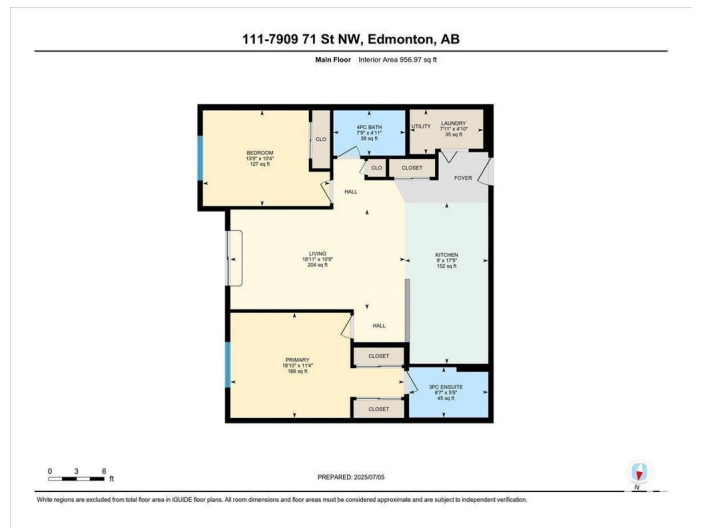 111-7909 71 St NW, Edmonton, AB
Main Floor Interior Area 956.97 sq ft
4PC BATH
7'9" x 4'11"
38 sq ft
UTILITY
LAUNDRY
7'11" x 4'10"
35 sq ft
CLO
BEDROOM
13'9" x 10'4"
127 sq ft
CLO
CLOSET
FOYER
HALL
LIVING
16'11" x 10'9"
204 sq ft
KITCHEN
9' x 17'5"
152 sq ft
HALL
PRIMARY
18'10" x 11'4"
166 sq ft
CLOSET
3PC ENSUITE
8'7" x 5'5"
45 sq ft
CLOSET
0 3 6 ft
PREPARED: 2025/07/05
N
White regions are excluded from total floor area in iGUIDE floor plans. All room dimensions and floor areas must be considered approximate and are subject to independent verification.